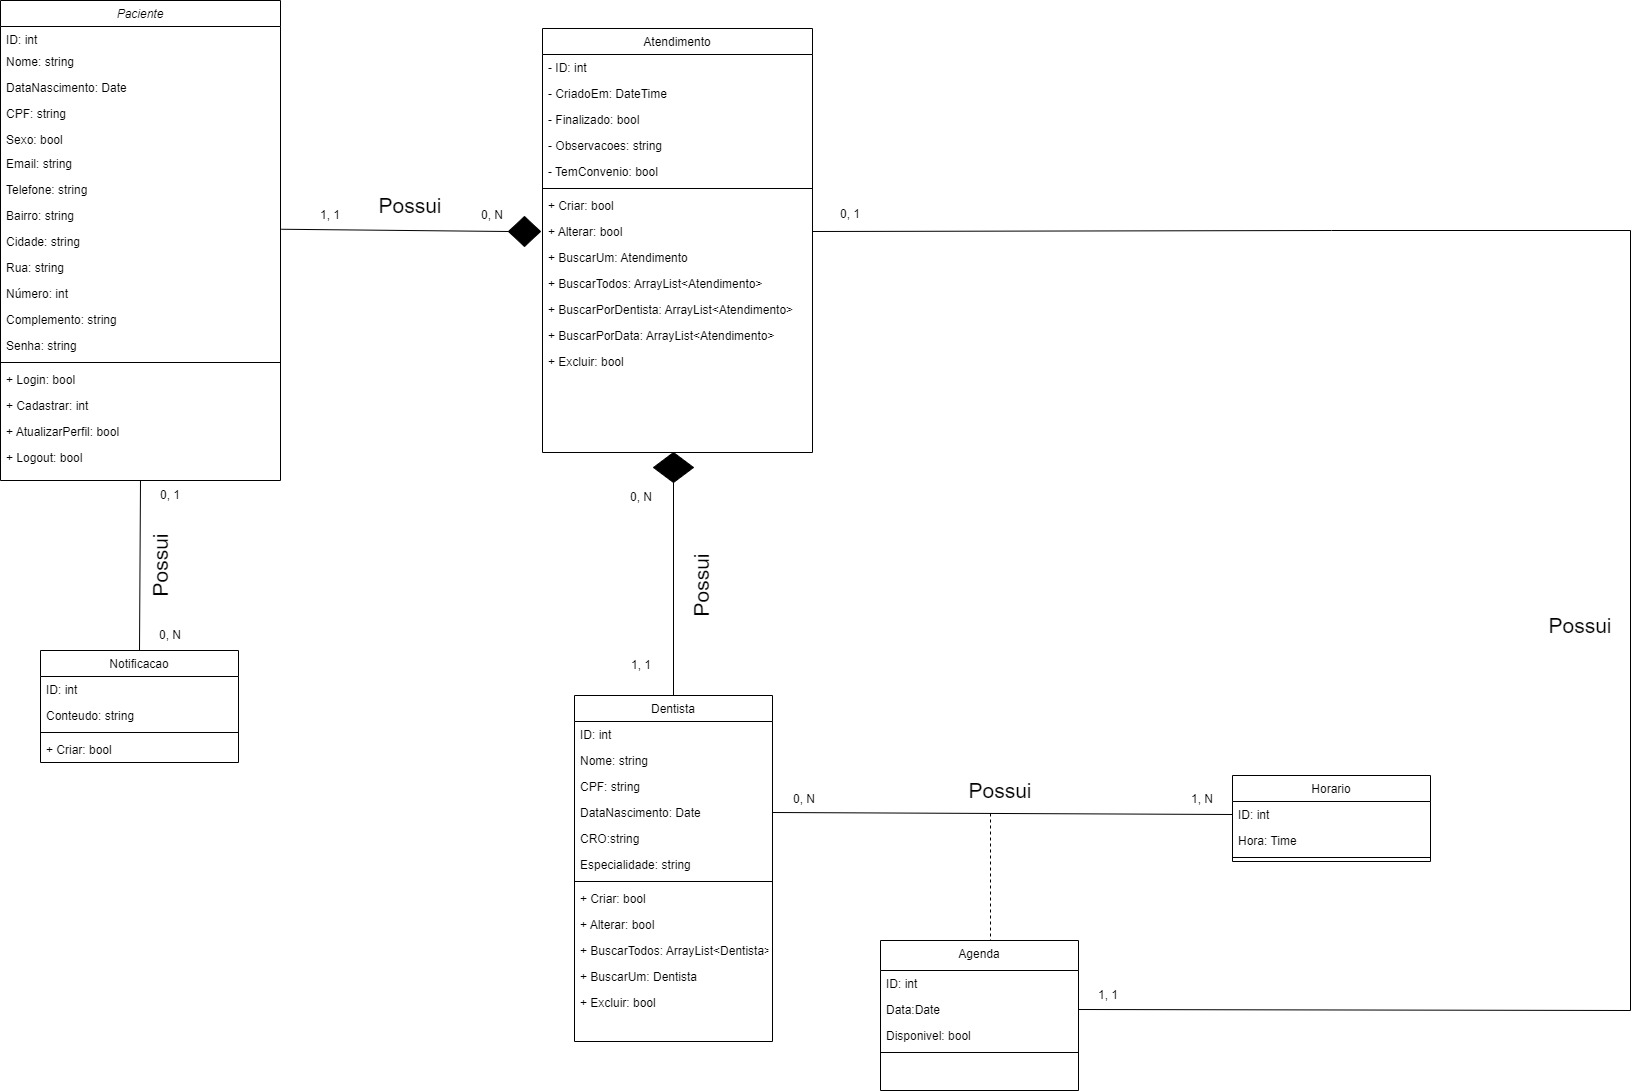 Paciente
ID: int
Nome: string
DataNascimento: Date
CPF: string
Sexo: bool
Email: string
Telefone: string
Bairro: string
Cidade: string
Rua: string
Número: int
Complemento: string
Senha: string
+ Login: bool
+ Cadastrar: int
+ AtualizarPerfil: bool
+ Logout: bool
1, 1
Possui
0, N
Atendimento
- ID: int
- CriadoEm: DateTime
- Finalizado: bool
- Observacoes: string
- TemConvenio: bool
+ Criar: bool
+ Alterar: bool
+ BuscarUm: Atendimento
+ BuscarTodos: ArrayList<Atendimento>
+ BuscarPorDentista: ArrayList<Atendimento>
+ BuscarPorData: ArrayList<Atendimento>
+ Excluir: bool
0, 1
0, 1
Possui
0, N
Notificacao
ID: int
Conteudo: string
+ Criar: bool
0, N
Possui
1, 1
Possui
Dentista
ID: int
Nome: string
CPF: string
DataNascimento: Date
CRO:string
Especialidade: string
+ Criar: bool
+ Alterar: bool
+ BuscarTodos: ArrayList<Dentista>
+ BuscarUm: Dentista
+ Excluir: bool
0, N
Possui
1, N
Horario
ID: int
Hora: Time
Agenda
ID: int
Data:Date
Disponivel: bool
1, 1